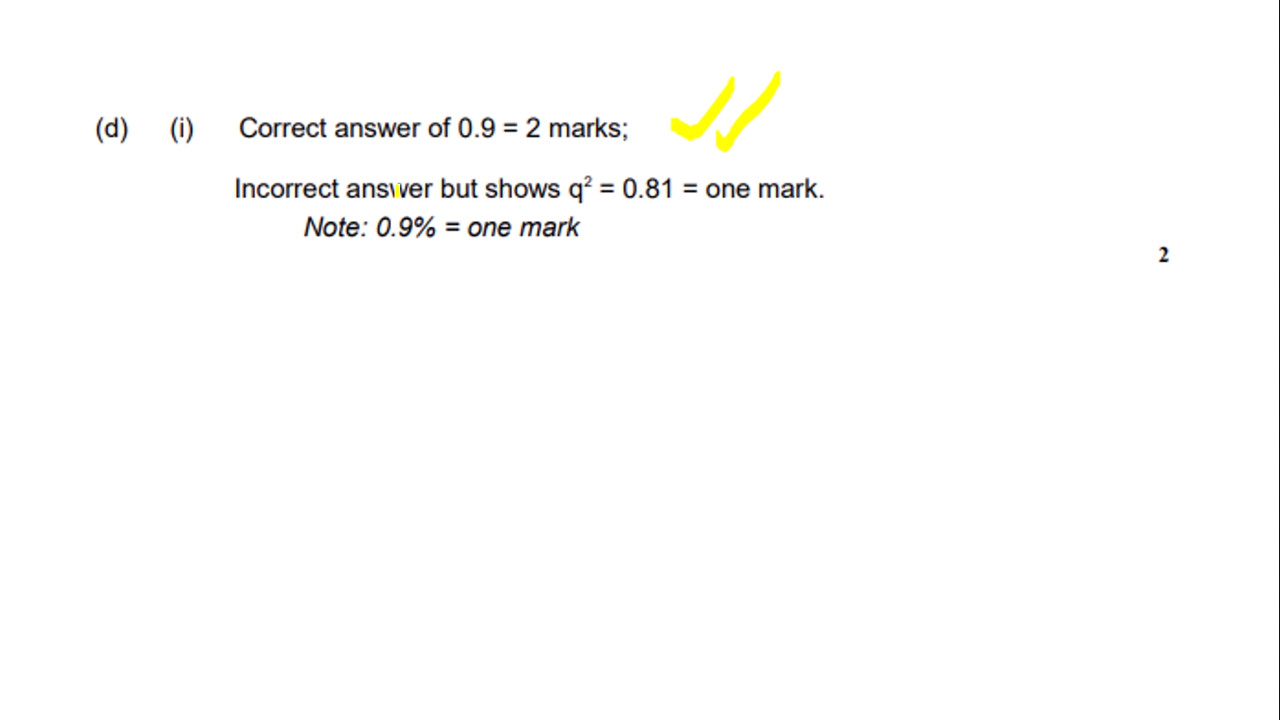 (d) (i) Correct answer of 0.9 = 2 marks;
Incorrect answer but shows q² = 0.81 = one mark.
Note: 0.9% = one mark
2